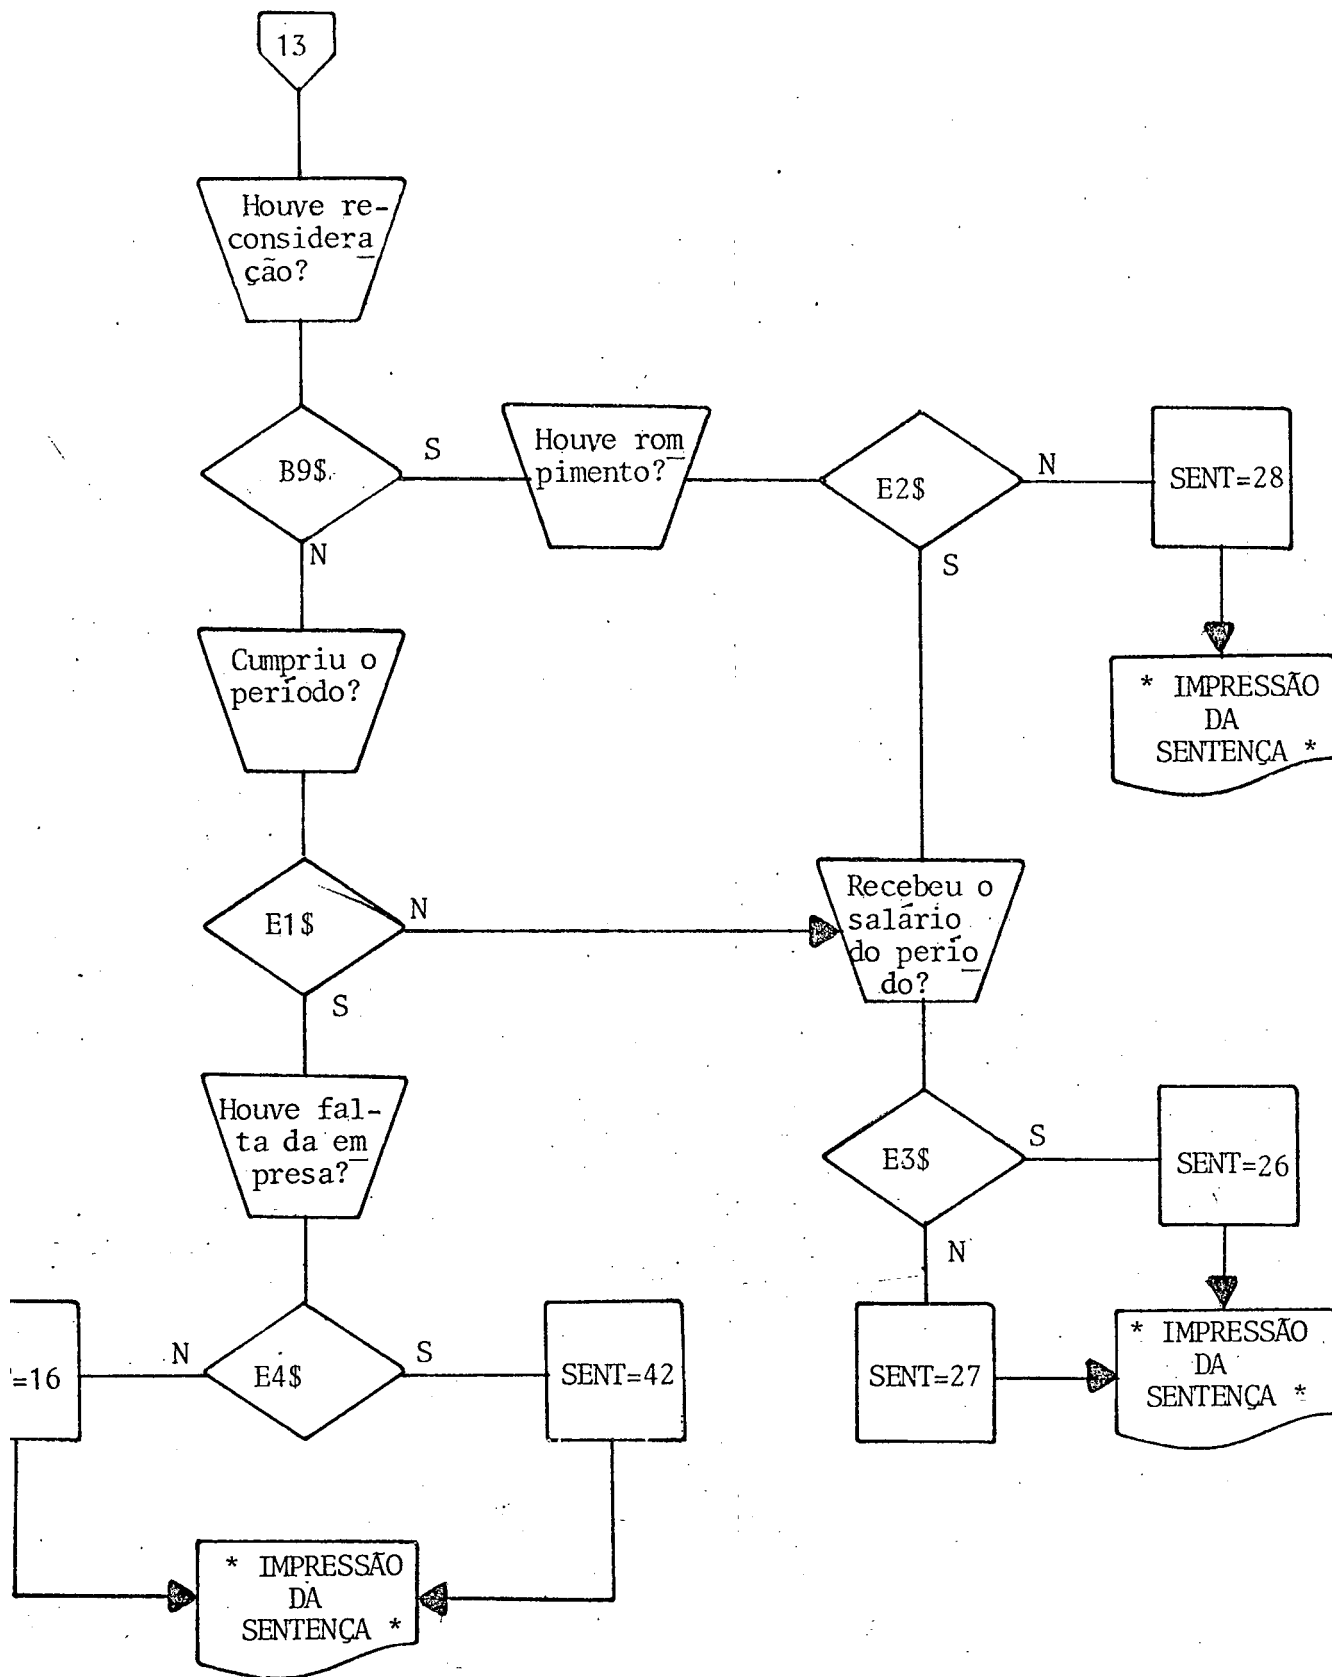 13
Houve re-
considera
ção?
B9$
S
N
Houve rom
pimento?
E2$
N
S
SENT=28
* IMPRESSÃO
DA
SENTENÇA *
Cumpriu o
período?
E1$
N
S
Recebeu o
salário
do perío
do?
Houve fal-
ta da em
presa?
E3$
S
N
SENT=26
E4$
N
S
=16
SENT=42
SENT=27
* IMPRESSÃO
DA
SENTENÇA *
* IMPRESSÃO
DA
SENTENÇA *